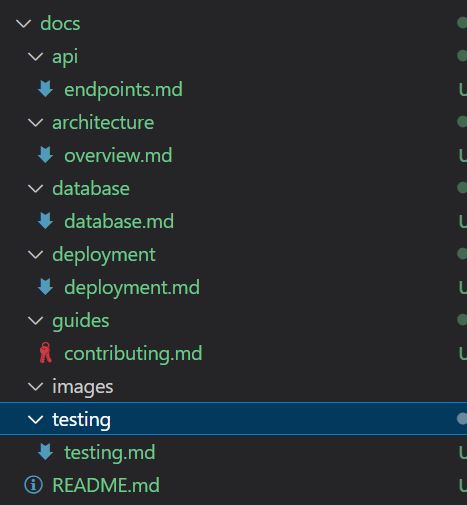 docs
api
endpoints.md U
architecture
overview.md U
database
database.md U
deployment
deployment.md U
guides
contributing.md U
images
testing
testing.md U
README.md U